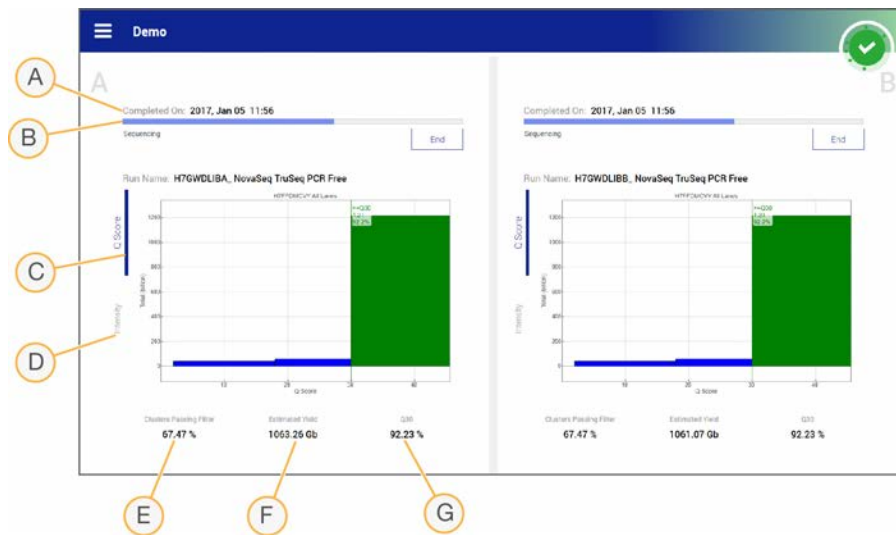 Demo
A
B
A
Completed On: 2017, Jan 05 11:56
B
Sequencing
End
Run Name: H7GWDLIBA_ NovaSeq TruSeq PCR Free
All Lanes
Q Score
C
1200
1000
800
600
400
200
0
Intensity
D
10
20
30
40
Q Score
92.2%
Clusters Passing Filter
Estimated Yield
Q30
67.47 %
1063.26 Gb
92.23 %
E
F
G
Completed On: 2017, Jan 05 11:56
Sequencing
End
Run Name: H7GWDLIBB_ NovaSeq TruSeq PCR Free
All Lanes
Q Score
1200
1000
800
600
400
200
0
Intensity
10
20
30
40
Q Score
92.2%
Clusters Passing Filter
Estimated Yield
Q30
67.47 %
1061.07 Gb
92.23 %